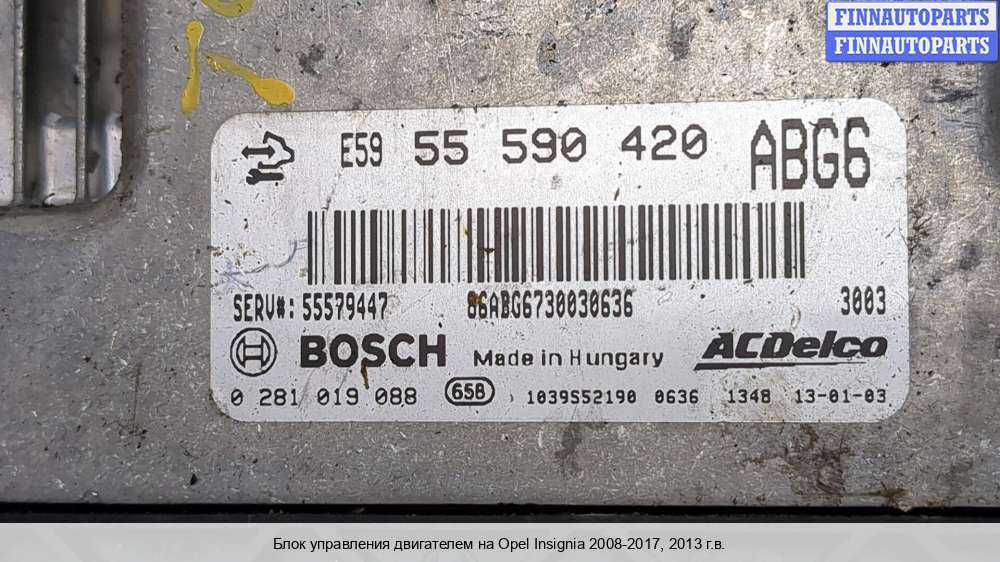 FINNAUTOPARTS
FINNAUTOPARTS
E59 55 590 420 ABG6
SERV#: 55579447 86ABG6730030636 3003
BOSCH Made in Hungary ACDelco
0 281 019 088 658 1039S52190 0636 1348 13-01-03
Блок управления двигателем на Opel Insignia 2008-2017, 2013 г.в.